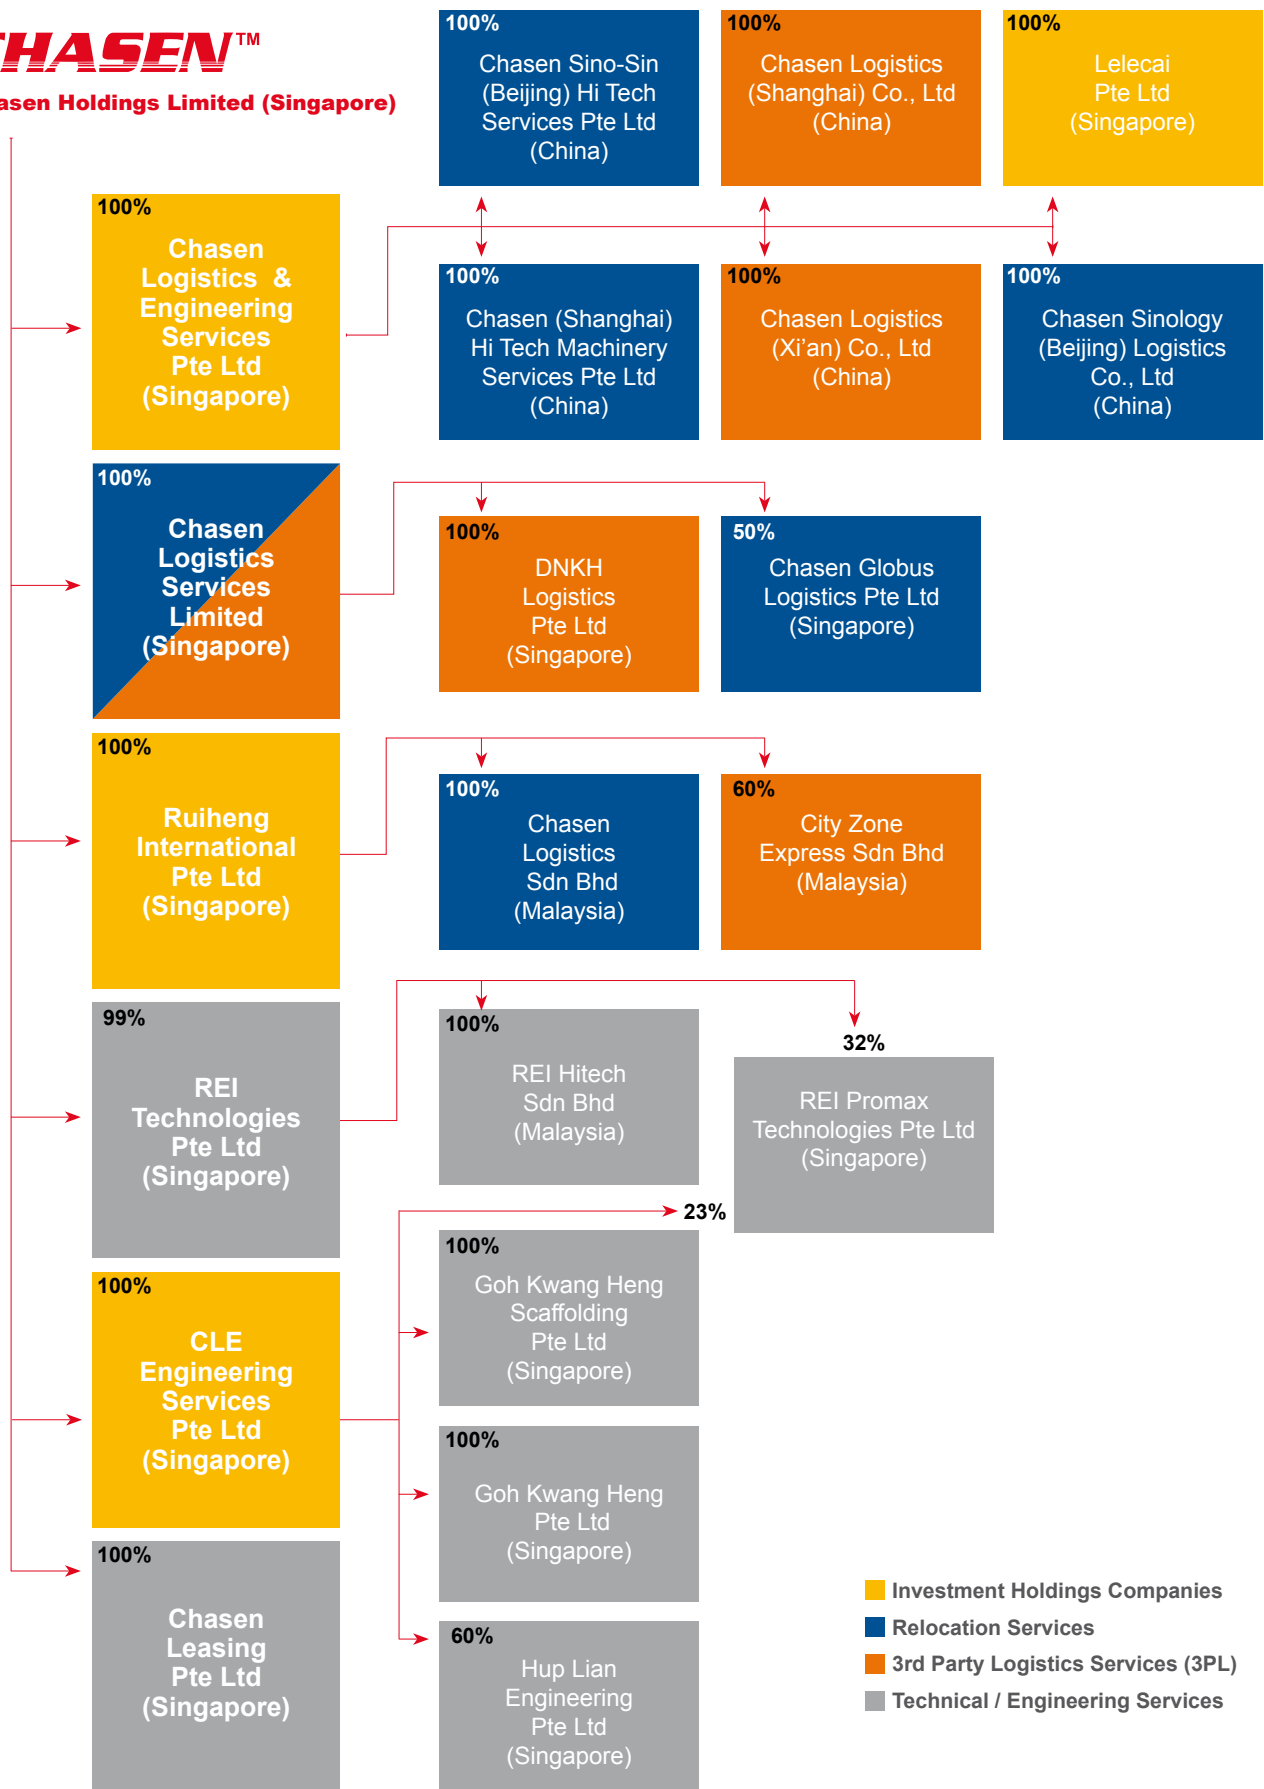 CHASEN™
asen Holdings Limited (Singapore)
100%
Chasen Sino-Sin
(Beijing) Hi Tech
Services Pte Ltd
(China)
100%
Chasen Logistics
(Shanghai) Co., Ltd
(China)
100%
Lelecai
Pte Ltd
(Singapore)
100%
Chasen
Logistics &
Engineering
Services
Pte Ltd
(Singapore)
100%
Chasen (Shanghai)
Hi Tech Machinery
Services Pte Ltd
(China)
100%
Chasen Logistics
(Xi'an) Co., Ltd
(China)
100%
Chasen Sinology
(Beijing) Logistics
Co., Ltd
(China)
100%
Chasen
Logistics
Services
Limited
(Singapore)
100%
DNKH
Logistics
Pte Ltd
(Singapore)
50%
Chasen Globus
Logistics Pte Ltd
(Singapore)
100%
Ruiheng
International
Pte Ltd
(Singapore)
100%
Chasen
Logistics
Sdn Bhd
(Malaysia)
60%
City Zone
Express Sdn Bhd
(Malaysia)
99%
REI
Technologies
Pte Ltd
(Singapore)
100%
REI Hitech
Sdn Bhd
(Malaysia)
32%
REI Promax
Technologies Pte Ltd
(Singapore)
23%
100%
CLE
Engineering
Services
Pte Ltd
(Singapore)
100%
Goh Kwang Heng
Scaffolding
Pte Ltd
(Singapore)
100%
Goh Kwang Heng
Pte Ltd
(Singapore)
60%
Hup Lian
Engineering
Pte Ltd
(Singapore)
100%
Chasen
Leasing
Pte Ltd
(Singapore)
Investment Holdings Companies
Relocation Services
3rd Party Logistics Services (3PL)
Technical / Engineering Services